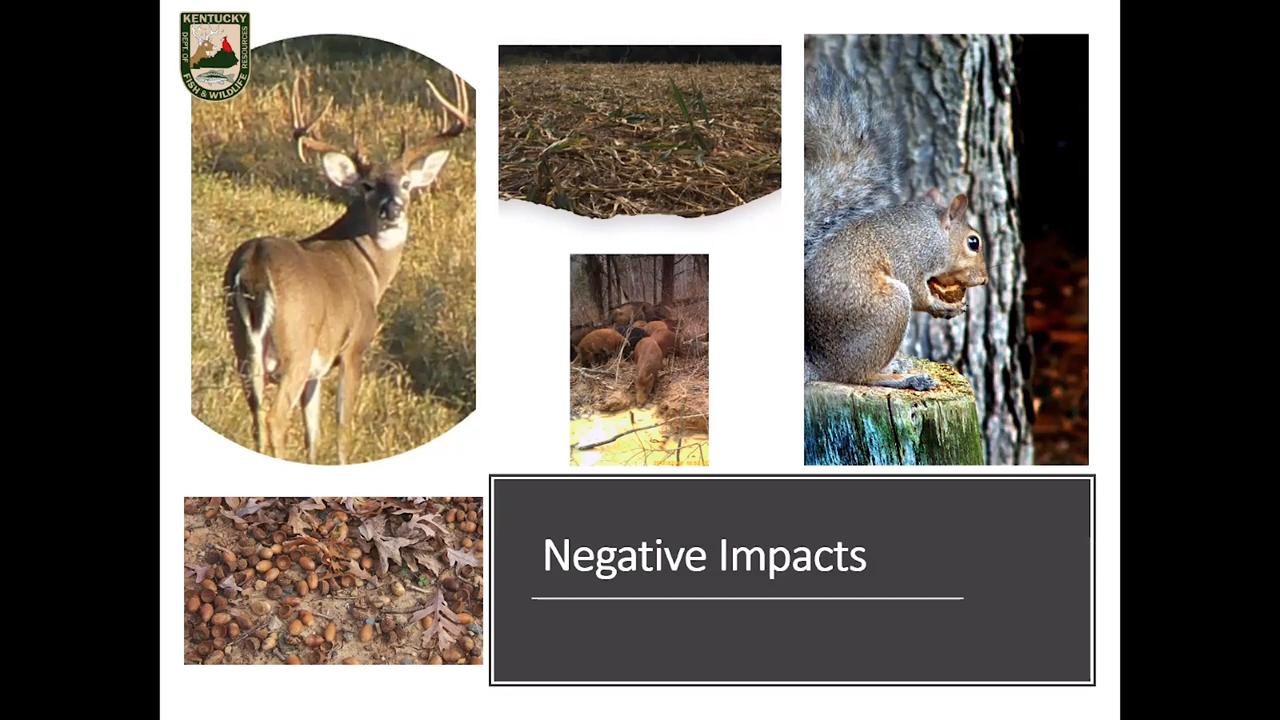 KENTUCKY
DEPT. OF
RESOURCES
FISH & WILDLIFE
Negative Impacts